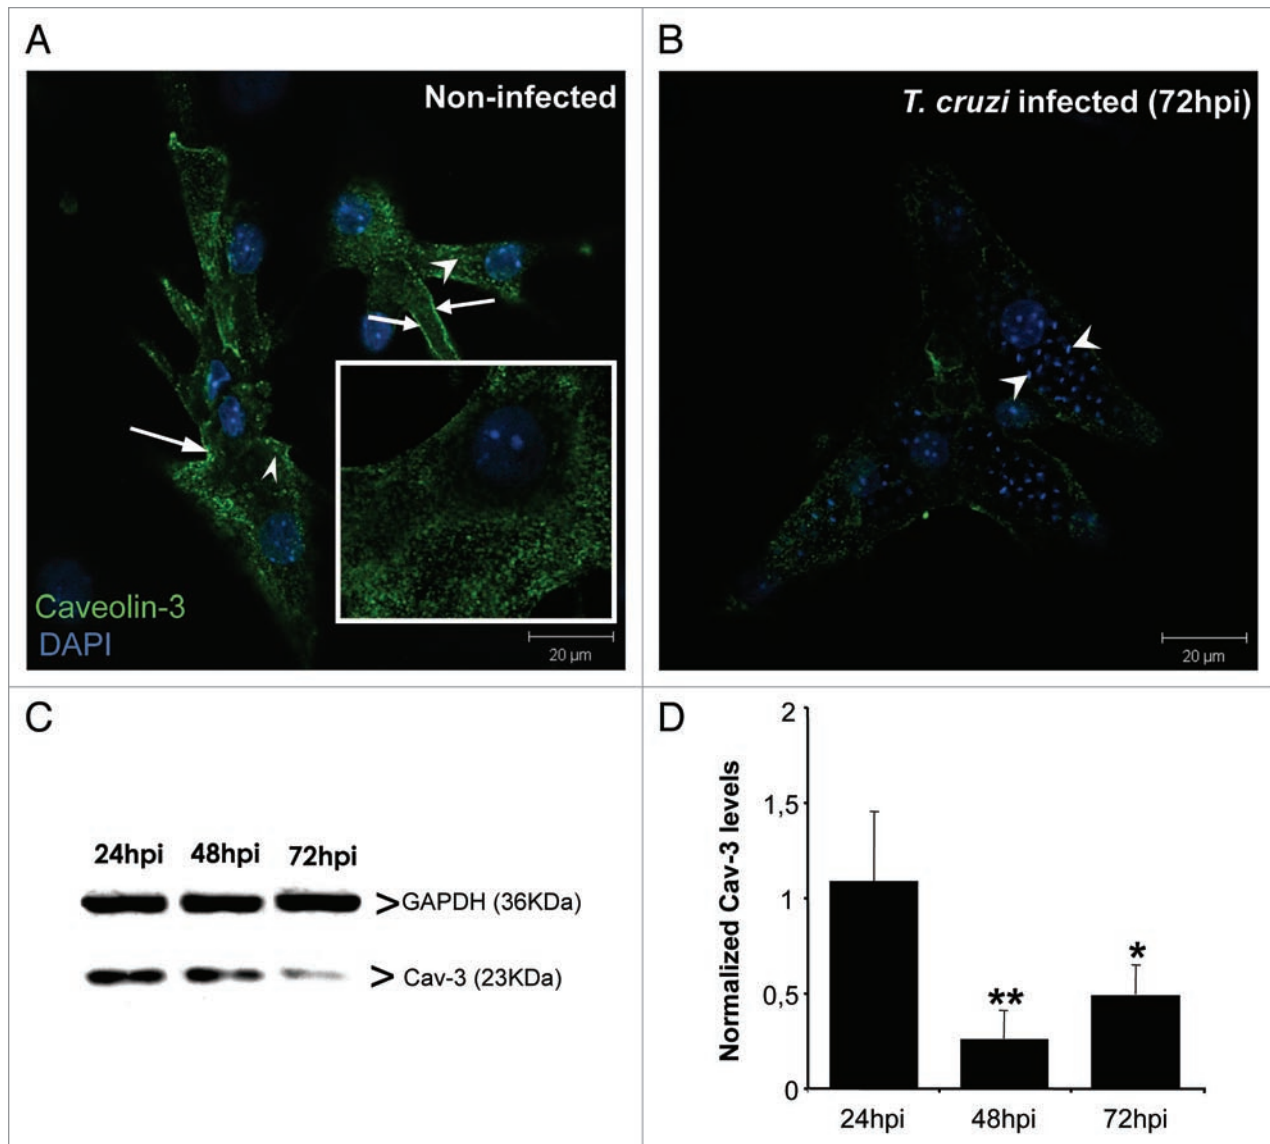 A
Non-infected
Caveolin-3
DAPI
20 µm
B
T. cruzi infected (72hpi)
20 µm
C
24hpi 48hpi 72hpi
>GAPDH (36KDa)
> Cav-3 (23KDa)
D
Normalized Cav-3 levels
2
1,5
1
0,5
0
**
*
24hpi 48hpi 72hpi